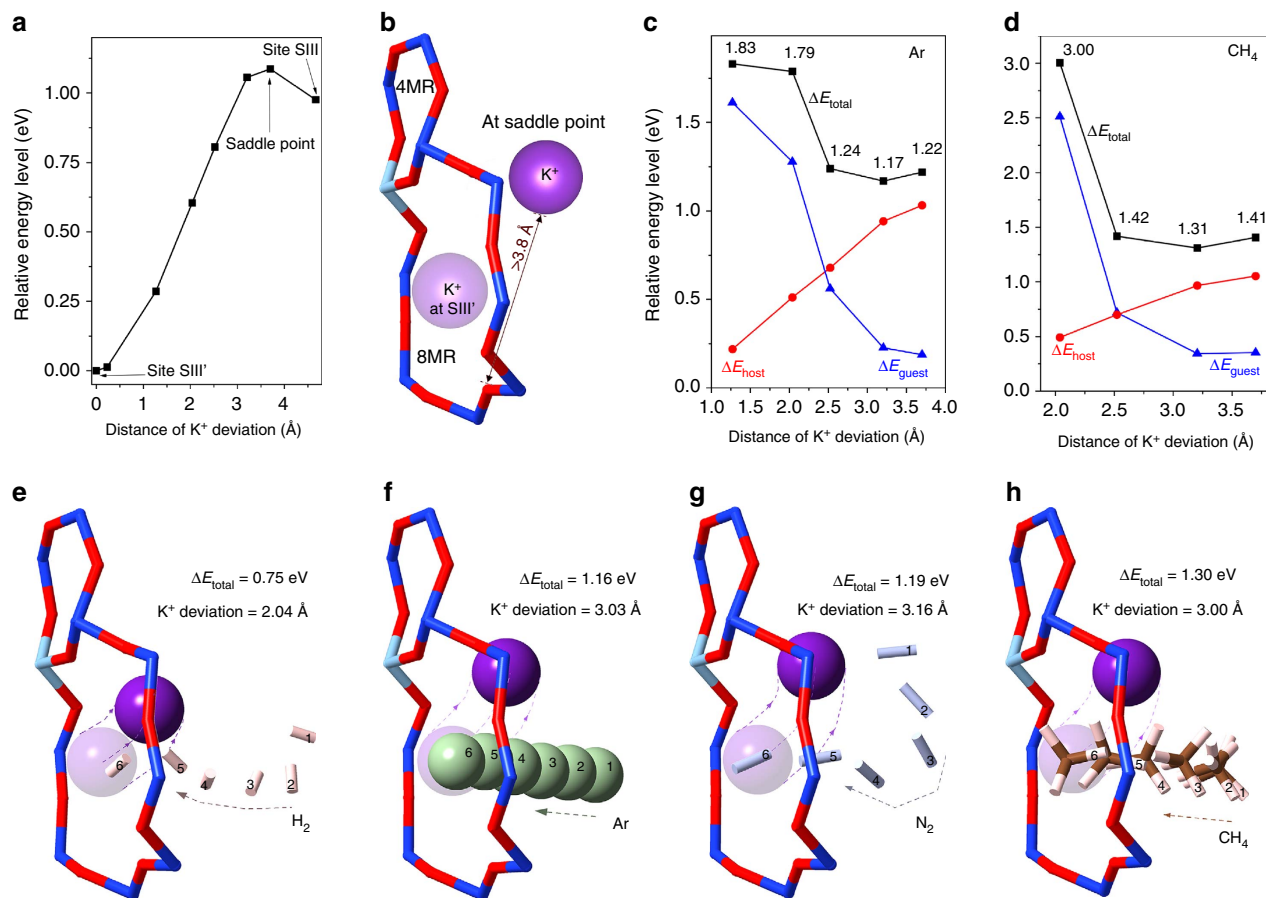 a
Relative energy level (eV)
1.00
0.75
0.50
0.25
0.00
Site SIII
Saddle point
Site SIII'
0 1 2 3 4
Distance of K⁺ deviation (Å)
b
4MR
At saddle point
K⁺
>3.8 Å
K⁺
at SIII'
8MR
c
Relative energy level (eV)
1.5
1.0
0.5
0.0
Ar
1.83
1.79
ΔE_total
1.24
1.17
1.22
ΔE_host
ΔE_guest
1.0 1.5 2.0 2.5 3.0 3.5 4.0
Distance of K⁺ deviation (Å)
d
3.0
2.5
2.0
1.5
1.0
0.5
0.0
CH₄
3.00
ΔE_total
1.42
1.31
1.41
ΔE_host
ΔE_guest
2.0 2.5 3.0 3.5
Distance of K⁺ deviation (Å)
e
ΔE_total = 0.75 eV
K⁺ deviation = 2.04 Å
6 5 4 3 2 1
H₂
f
ΔE_total = 1.16 eV
K⁺ deviation = 3.03 Å
6 5 4 3 2 1
Ar
g
ΔE_total = 1.19 eV
K⁺ deviation = 3.16 Å
1
2
3
6 5 4
N₂
h
ΔE_total = 1.30 eV
K⁺ deviation = 3.00 Å
6 5 4 3 2 1
CH₄